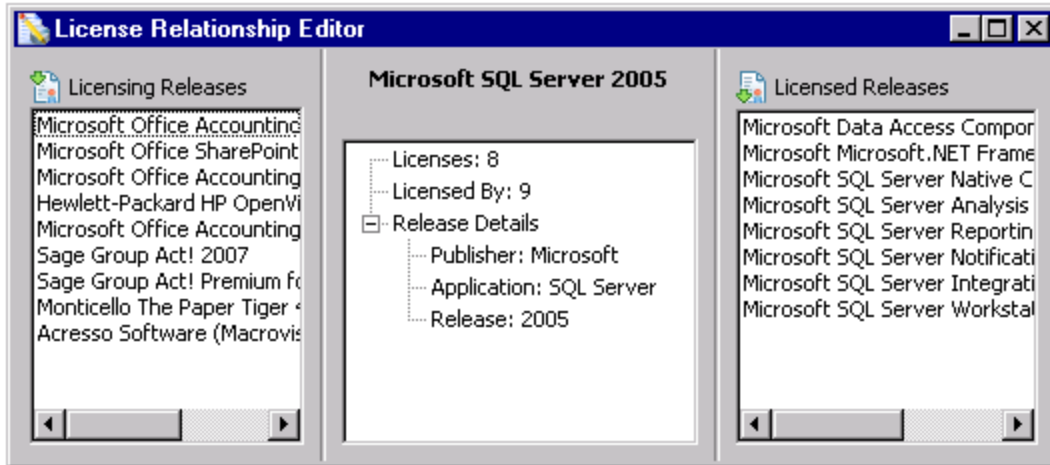 License Relationship Editor
Licensing Releases
Microsoft Office Accounting
Microsoft Office SharePoint
Microsoft Office Accounting
Hewlett-Packard HP OpenVi
Microsoft Office Accounting
Sage Group Act! 2007
Sage Group Act! Premium fo
Monticello The Paper Tiger
Acresso Software (Macrovis
Microsoft SQL Server 2005
Licenses: 8
Licensed By: 9
Release Details
Publisher: Microsoft
Application: SQL Server
Release: 2005
Licensed Releases
Microsoft Data Access Compor
Microsoft Microsoft.NET Frame
Microsoft SQL Server Native C
Microsoft SQL Server Analysis
Microsoft SQL Server Reportin
Microsoft SQL Server Notificati
Microsoft SQL Server Integrati
Microsoft SQL Server Workstat